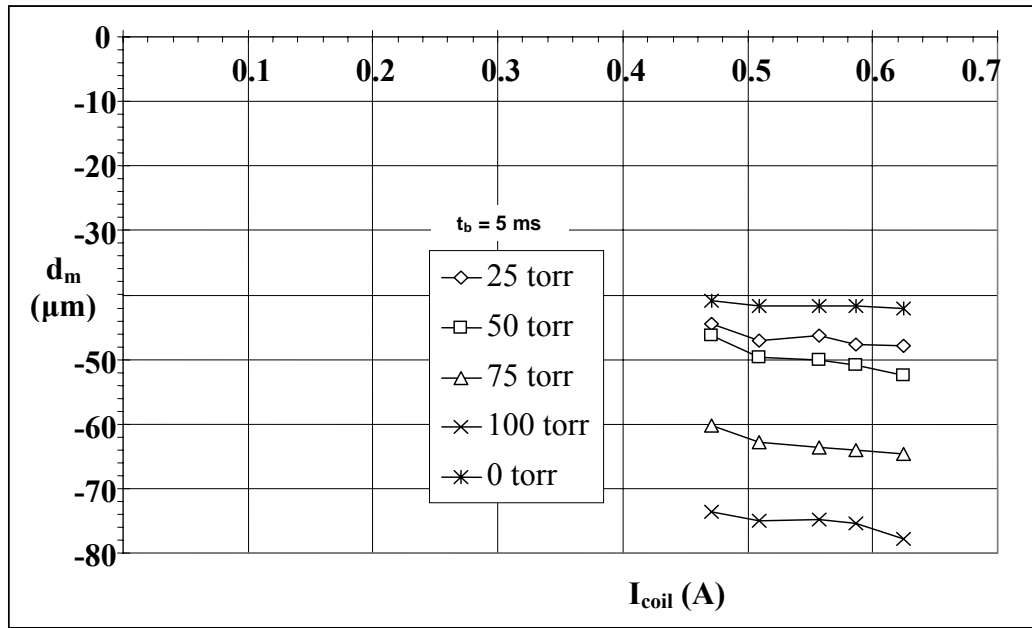 0
0.1 0.2 0.3 0.4 0.5 0.6 0.7
-10
-20
-30
t_b = 5 ms
d_m
(µm)
25 torr
50 torr
75 torr
100 torr
0 torr
-50
-60
-70
-80
I_coil (A)